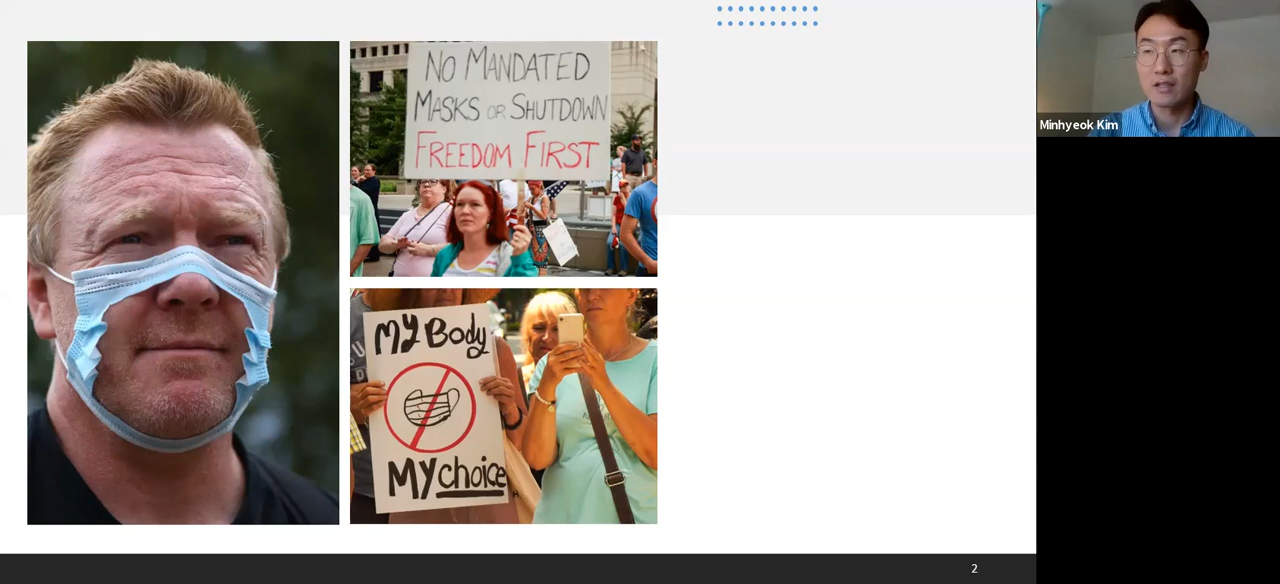 NO MANDATED
MASKS OR SHUTDOWN
FREEDOM FIRST
MY Body
MY choice
Minhyeok Kim
2